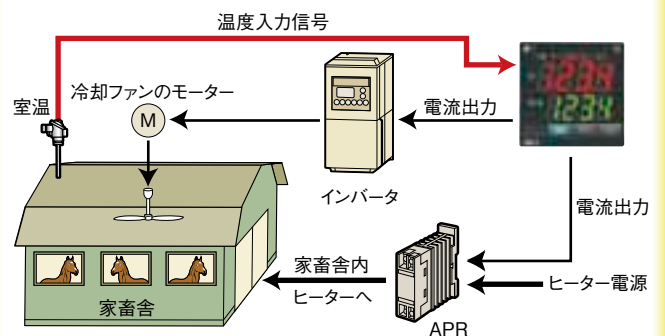 温度入力信号
冷却ファンのモーター
室温
M
電流出力
1234
1234
インバータ
電流出力
家畜舎内
ヒーターへ
ヒーター電源
家畜舎
APR